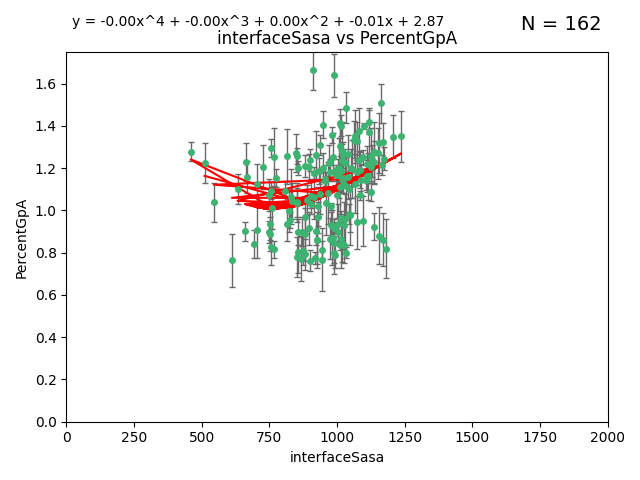 y = -0.00x^4 + -0.00x^3 + 0.00x^2 + -0.01x + 2.87
N = 162
interfaceSasa vs PercentGpA
PercentGpA
1.6
1.4
1.2
1.0
0.8
0.6
0.4
0.2
0.0
0 250 500 750 1000 1250 1500 1750 2000
interfaceSasa